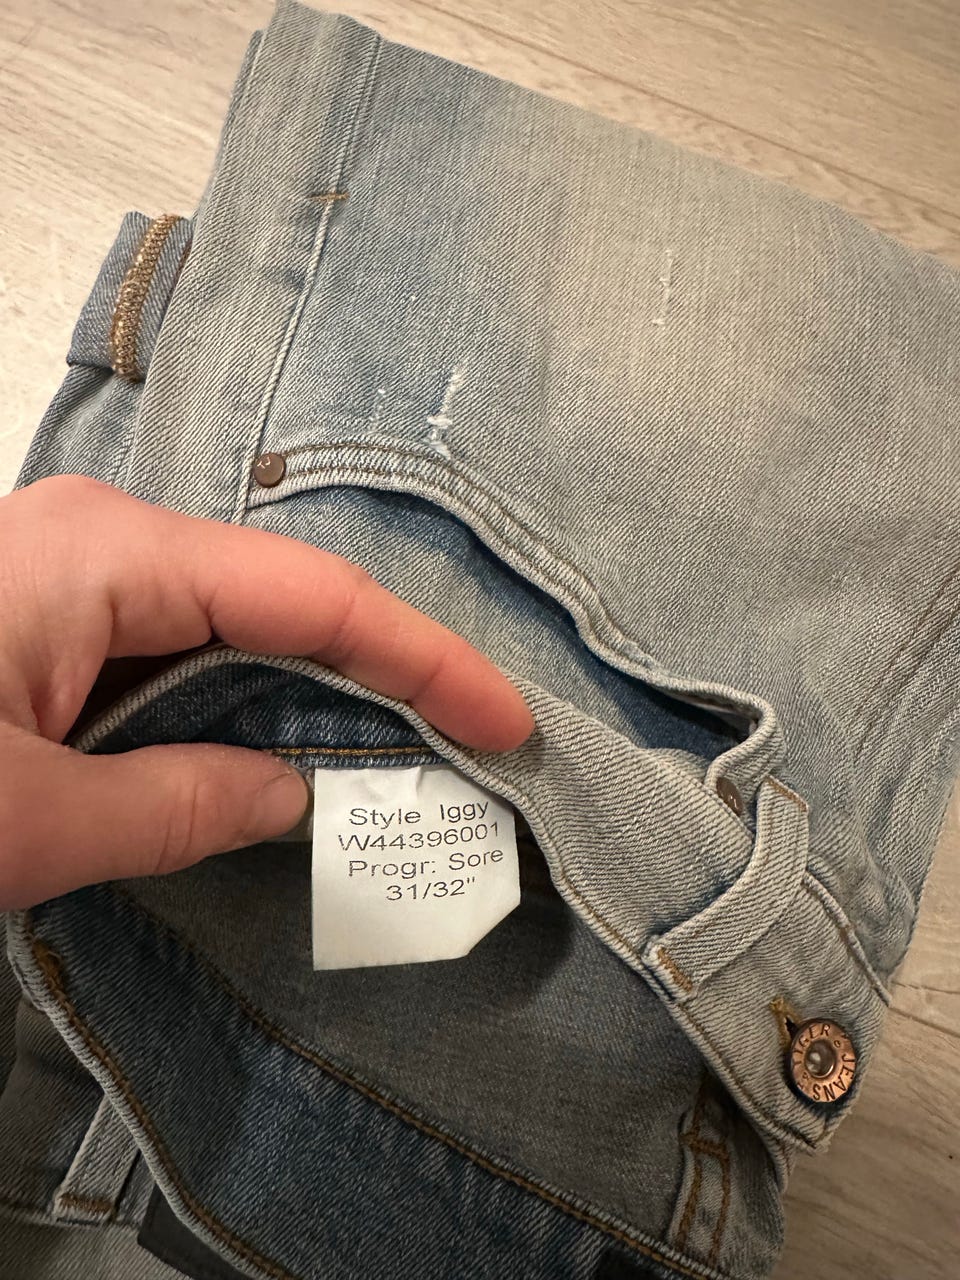 Style Iggy
W44396001
Progr: Sore
31/32"
TIGER
JEANS